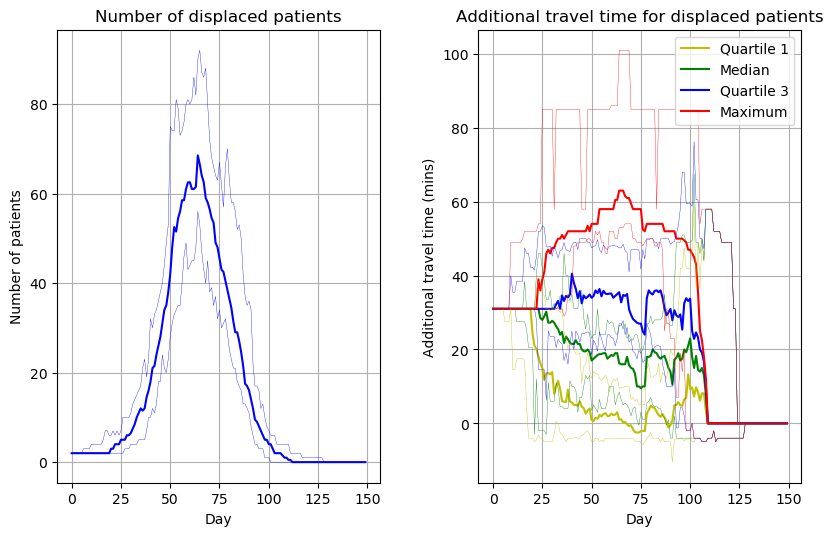 Number of displaced patients
Number of patients
80
60
40
20
0
0
25
50
75
100
125
150
Day
Additional travel time for displaced patients
Additional travel time (mins)
100
80
60
40
20
0
0
25
50
75
100
125
150
Day
Quartile 1
Median
Quartile 3
Maximum